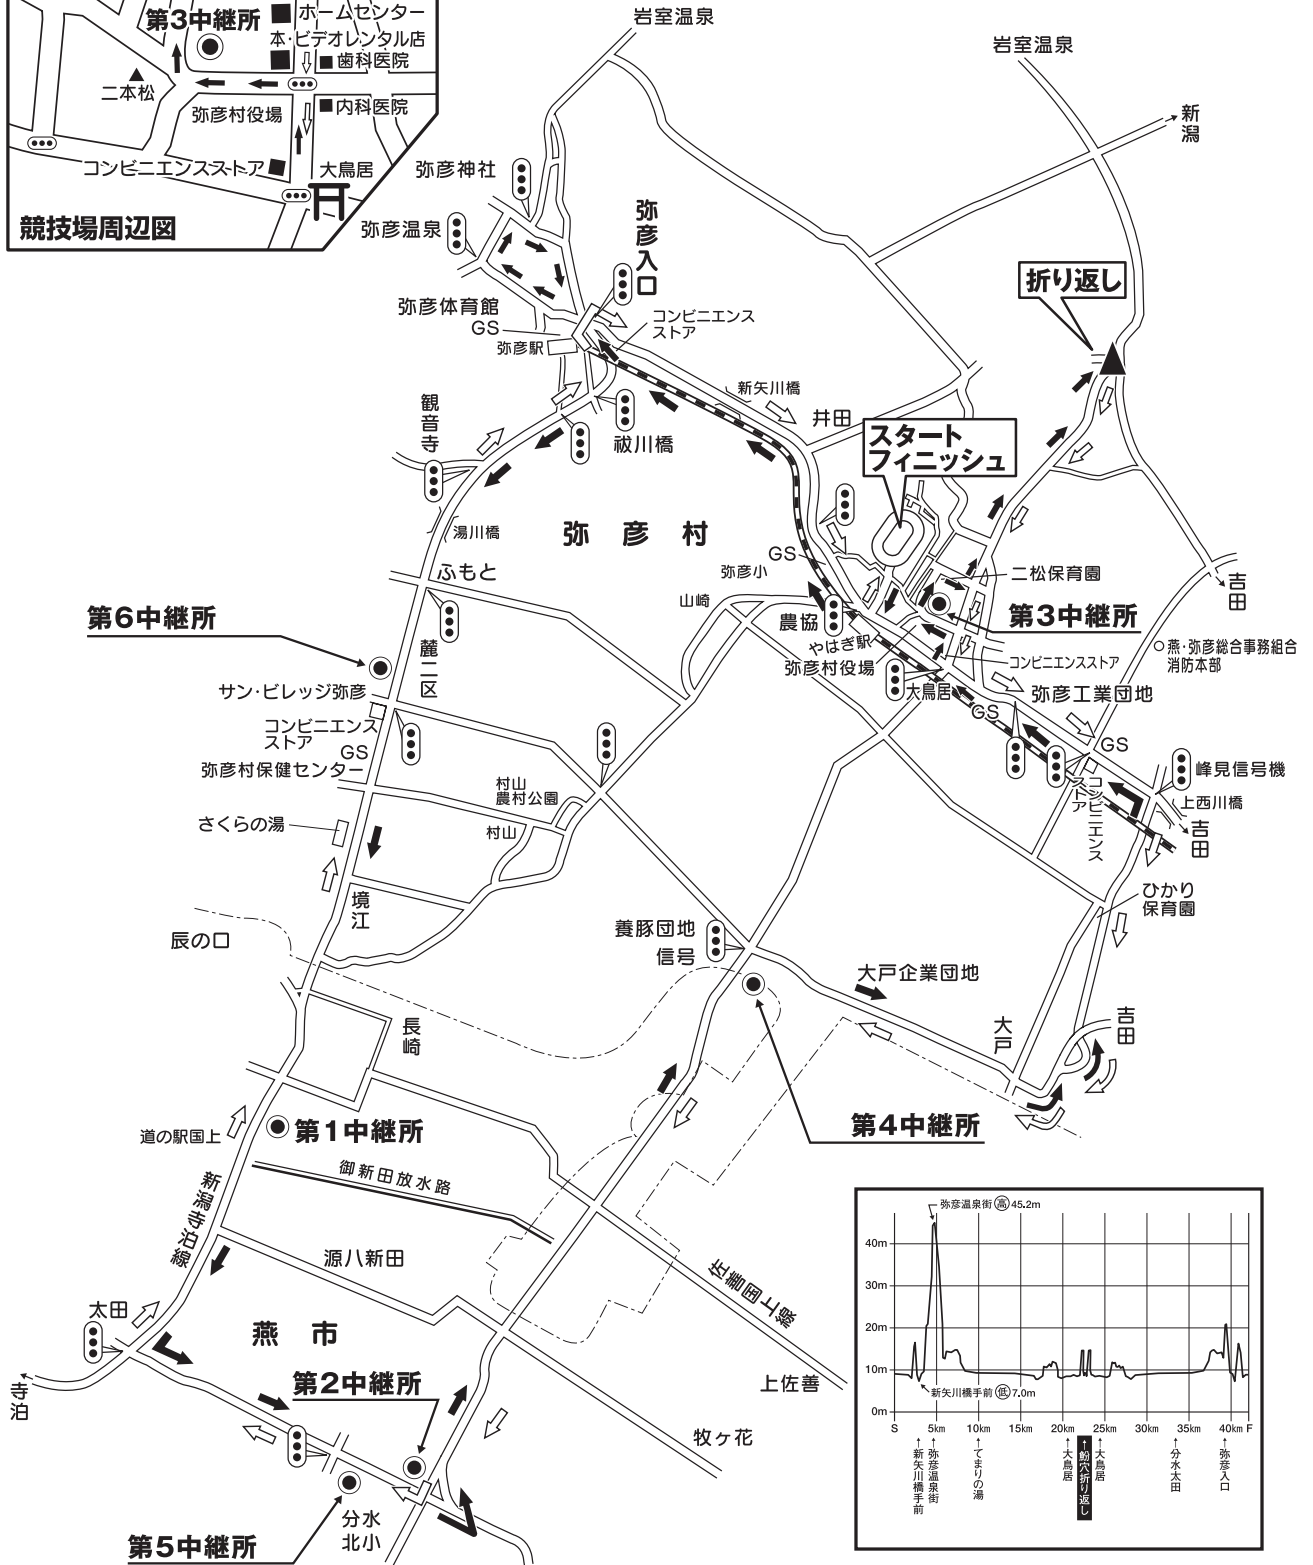 第3中継所
ホームセンター
本・ビデオレンタル店
歯科医院
二本松
弥彦村役場
内科医院
コンビニエンスストア
大鳥居
競技場周辺図
岩室温泉
岩室温泉
新潟
弥彦神社
弥彦温泉
弥彦入口
折り返し
弥彦体育館
GS
弥彦駅
コンビニエンス
ストア
新矢川橋
井田
観音寺
祓川橋
スタート
フィニッシュ
湯川橋
弥彦村
GS
弥彦小
ふもと
山崎
農協
二松保育園
吉田
第3中継所
第6中継所
麓二区
やはぎ駅
弥彦村役場
コンビニエンスストア
燕・弥彦総合事務組合
消防本部
サン・ビレッジ弥彦
大鳥居
弥彦工業団地
コンビニエンス
ストア
GS
GS
GS
弥彦村保健センター
峰見信号機
村山
農村公園
コンビニエンス
ストア
上西川橋
さくらの湯
村山
吉田
境江
ひかり
保育園
辰の口
養豚団地
信号
大戸企業団地
長崎
大戸
吉田
第1中継所
第4中継所
道の駅国上
御新田放水路
新潟寺泊線
源八新田
佐善国上線
太田
燕市
寺泊
第2中継所
上佐善
牧ヶ花
分水
北小
第5中継所
弥彦温泉街 高 45.2m
40m
30m
20m
10m
0m
新矢川橋手前 低 7.0m
S 5km 10km 15km 20km 25km 30km 35km 40km F
新矢川橋手前
弥彦温泉街
てまりの湯
大鳥居
鮒穴折り返し
大鳥居
分水太田
弥彦入口